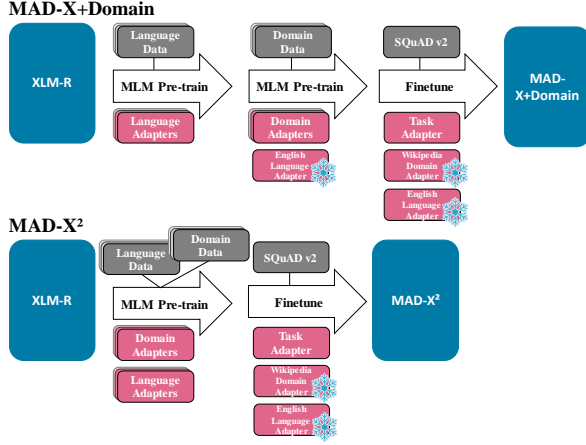 MAD-X+Domain
Language
Data
Domain Data
SQuAD v2
XLM-R
MLM Pre-train
MLM Pre-train
Finetune
MAD-
X+Domain
Language
Adapters
Domain
Adapters
Task
Adapter
English
Language
Adapter
Wikipedia
Domain
Adapter
English
Language
Adapter
MAD-X²
Language
Data
Domain
Data
SQuAD v2
XLM-R
MLM Pre-train
Finetune
MAD-X²
Domain
Adapters
Task
Adapter
Language
Adapters
Wikipedia
Domain
Adapter
English
Language
Adapter